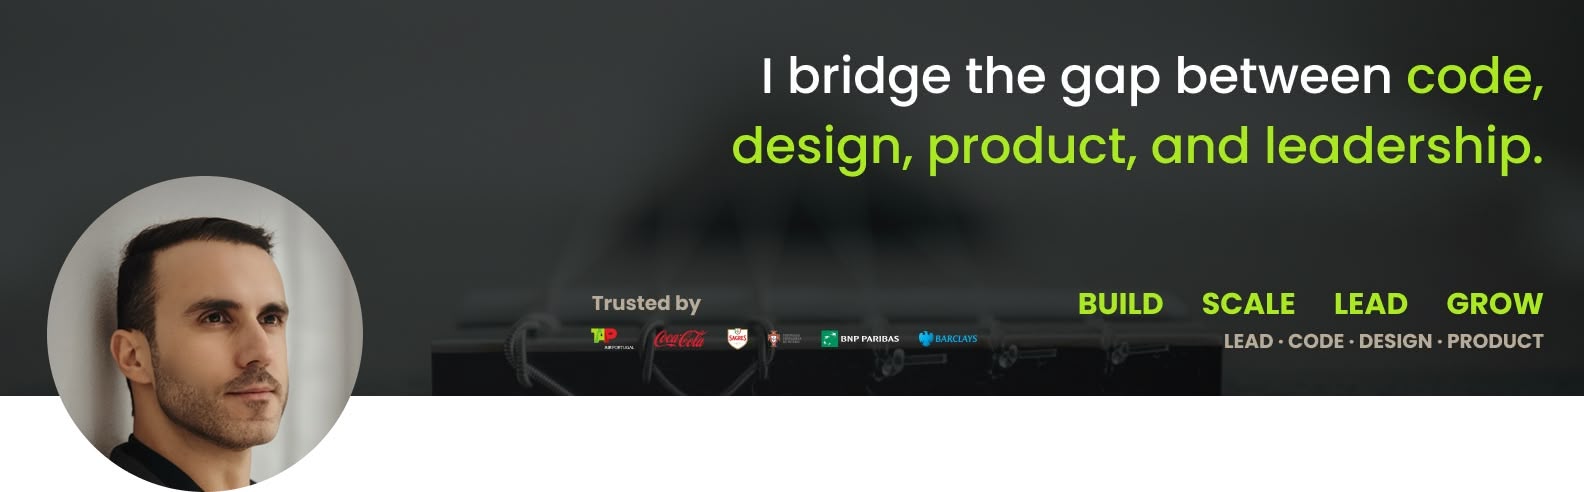 I bridge the gap between code,
design, product, and leadership.
Trusted by
TAP AIR PORTUGAL Coca-Cola SAGRES BNP PARIBAS BARCLAYS
BUILD SCALE LEAD GROW
LEAD · CODE · DESIGN · PRODUCT